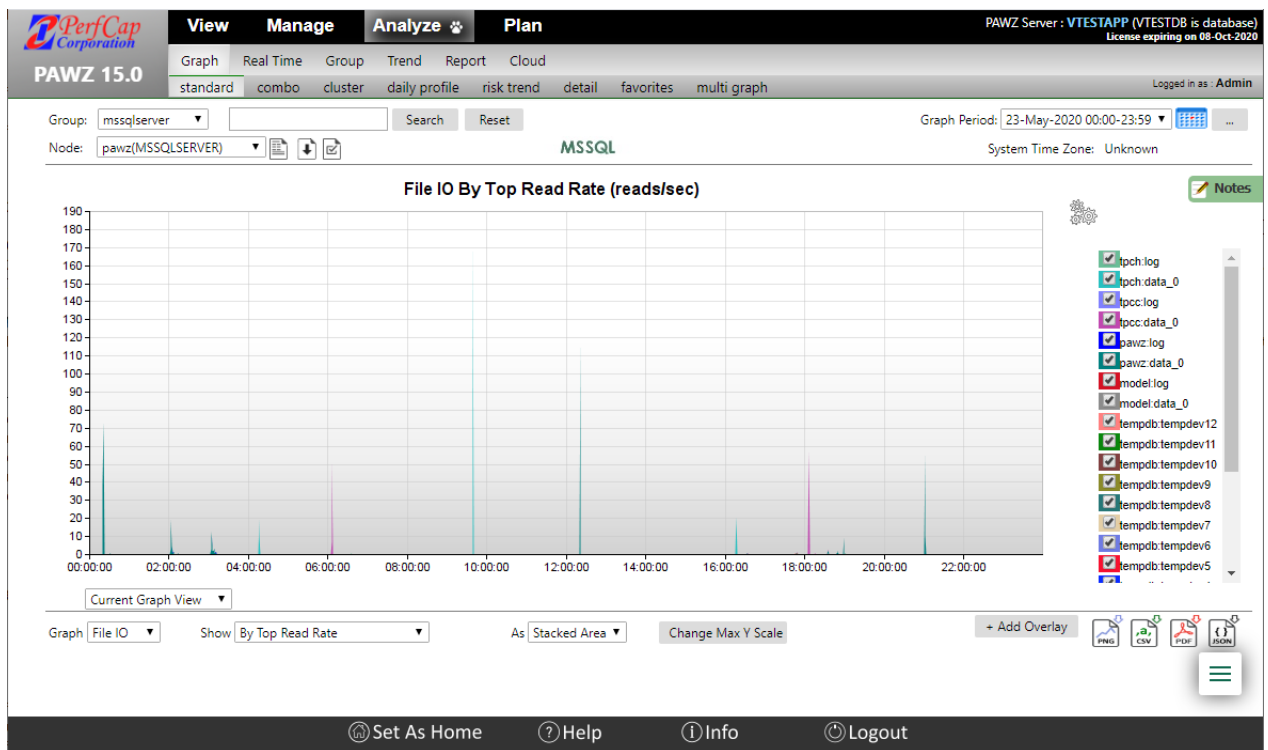 PerfCap
Corporation
PAWZ 15.0
View Manage Analyze Plan
PAWZ Server : VTESTAPP (VTESTDB is database)
License expiring on 08-Oct-2020
Graph Real Time Group Trend Report Cloud
standard combo cluster daily profile risk trend detail favorites multi graph
Logged in as : Admin
Group: mssqlserver Search Reset
Graph Period: 23-May-2020 00:00-23:59 ...
Node: pawz(MSSQLSERVER)
MSSQL
System Time Zone: Unknown
File IO By Top Read Rate (reads/sec)
Notes
190
180
170
160
150
140
130
120
110
100
90
80
70
60
50
40
30
20
10
0
00:00:00 02:00:00 04:00:00 06:00:00 08:00:00 10:00:00 12:00:00 14:00:00 16:00:00 18:00:00 20:00:00 22:00:00
tpch:log
tpch:data_0
tpcc:log
tpcc:data_0
pawz:log
pawz:data_0
model:log
model:data_0
tempdb:tempdev12
tempdb:tempdev11
tempdb:tempdev10
tempdb:tempdev9
tempdb:tempdev8
tempdb:tempdev7
tempdb:tempdev6
tempdb:tempdev5
Current Graph View
Graph File IO Show By Top Read Rate As Stacked Area Change Max Y Scale
+ Add Overlay
PNG
,a,
CSV
PDF
{ }
JSON
Set As Home ? Help i Info Logout